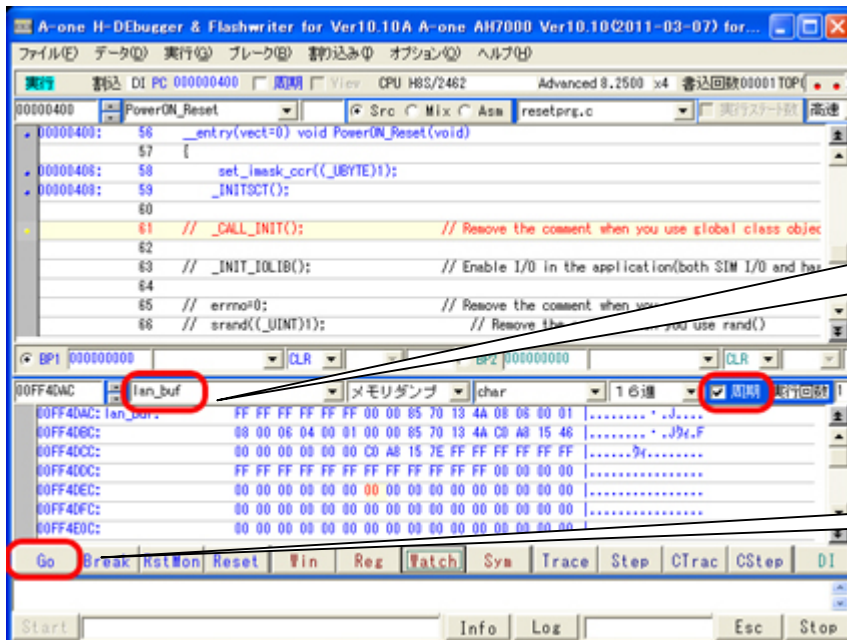 A-one H-DEbugger & Flashwriter for Ver10.10A A-one AH7000 Ver10.10(2011-03-07) for...
ファイル(F) データ(D) 実行(G) ブレーク(B) 割り込み(I) オプション(O) ヘルプ(H)
実行 割込 DI PC 000000400 周期 View CPU H8S/2462 Advanced 8.2500 x4 書込回数00001 TOP(
00000400 PowerON_Reset Src Mix Asm resetprg.c 実行ステート数 高速
00000400: 56 __entry(vect=0) void PowerON_Reset(void)
57 {
00000406: 58 set_imask_ccr((_UBYTE)1);
00000408: 59 _INITSCT();
60
61 // _CALL_INIT(); // Remove the comment when you use global class objec
62
63 // _INIT_IOLIB(); // Enable I/O in the application(both SIM I/O and ha
64
65 // errno=0; // Remove the comment when you
66 // srand((_UINT)1); // Remove the you use rand()
BP1 000000000 CLR BP2 000000000 CLR
00FF4DAC lan_buf メモリダンプ char 16進 周期 実行回数 1
00FF4DAC: lan_buf: FF FF FF FF FF FF 00 00 85 70 13 4A 08 06 00 01 |........・.J....
00FF4DBC: 08 00 06 04 00 01 00 00 85 70 13 4A C0 A8 15 46
00FF4DCC: 00 00 00 00 00 00 C0 A8 15 7E FF FF FF FF FF FF
00FF4DDC: FF FF FF FF FF FF FF FF FF FF FF FF 00 00 00 00 |................
00FF4DEC: 00 00 00 00 00 00 00 00 00 00 00 00 00 00 00 00 |................
00FF4DFC: 00 00 00 00 00 00 00 00 00 00 00 00 00 00 00 00 |................
00FF4E0C: 00 00 00 00 00 00 00 00 00 00 00 00 00 00 00 00 |................
Go Break RstMon Reset Win Reg Watch Sym Trace Step CTrac CStep DI
Start Info Log Esc Stop